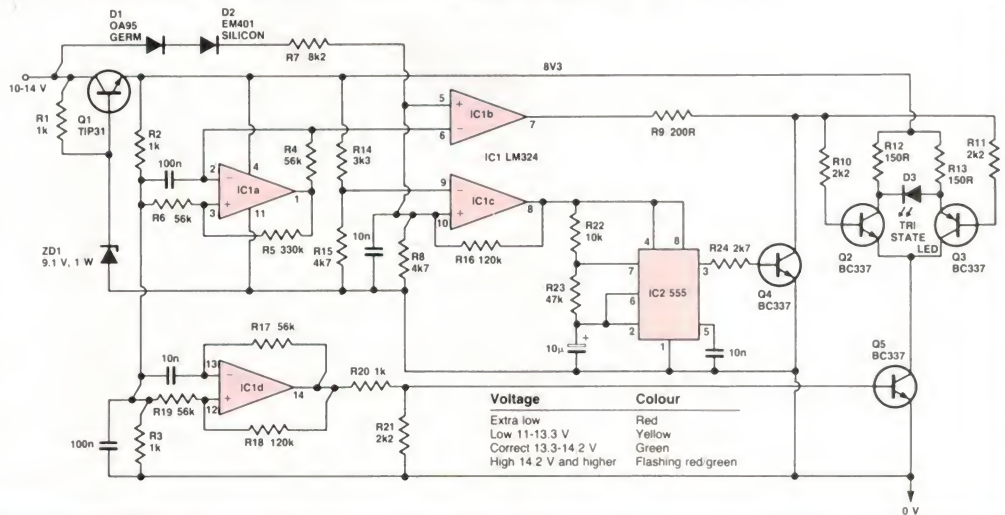 D1
OA95
GERM
D2
EM401
SILICON
R7 8k2
8V3
10-14 V
Q1
TIP31
R1
1k
R2
1k
100n
2
−
3
+
4
11
IC1a
1
R4
56k
R14
3k3
5
+
6
−
IC1b
7
IC1 LM324
R9 200R
R10
2k2
R12
150R
R13
150R
R11
2k2
D3
TRI
STATE
LED
Q2
BC337
Q3
BC337
R6 56k
R5 330k
R15
4k7
10n
9
−
10
+
IC1c
8
R8
4k7
R16 120k
R22
10k
R23
47k
4
8
7
6
2
3
5
1
IC2 555
R24 2k7
Q4
BC337
10µ
+
10n
ZD1
9.1 V, 1 W
R17 56k
10n
13
−
12
+
IC1d
14
R19 56k
R18 120k
100n
R3
1k
R20 1k
R21
2k2
Q5
BC337
Voltage Colour
Extra low Red
Low 11-13.3 V Yellow
Correct 13.3-14.2 V Green
High 14.2 V and higher Flashing red/green
0 V